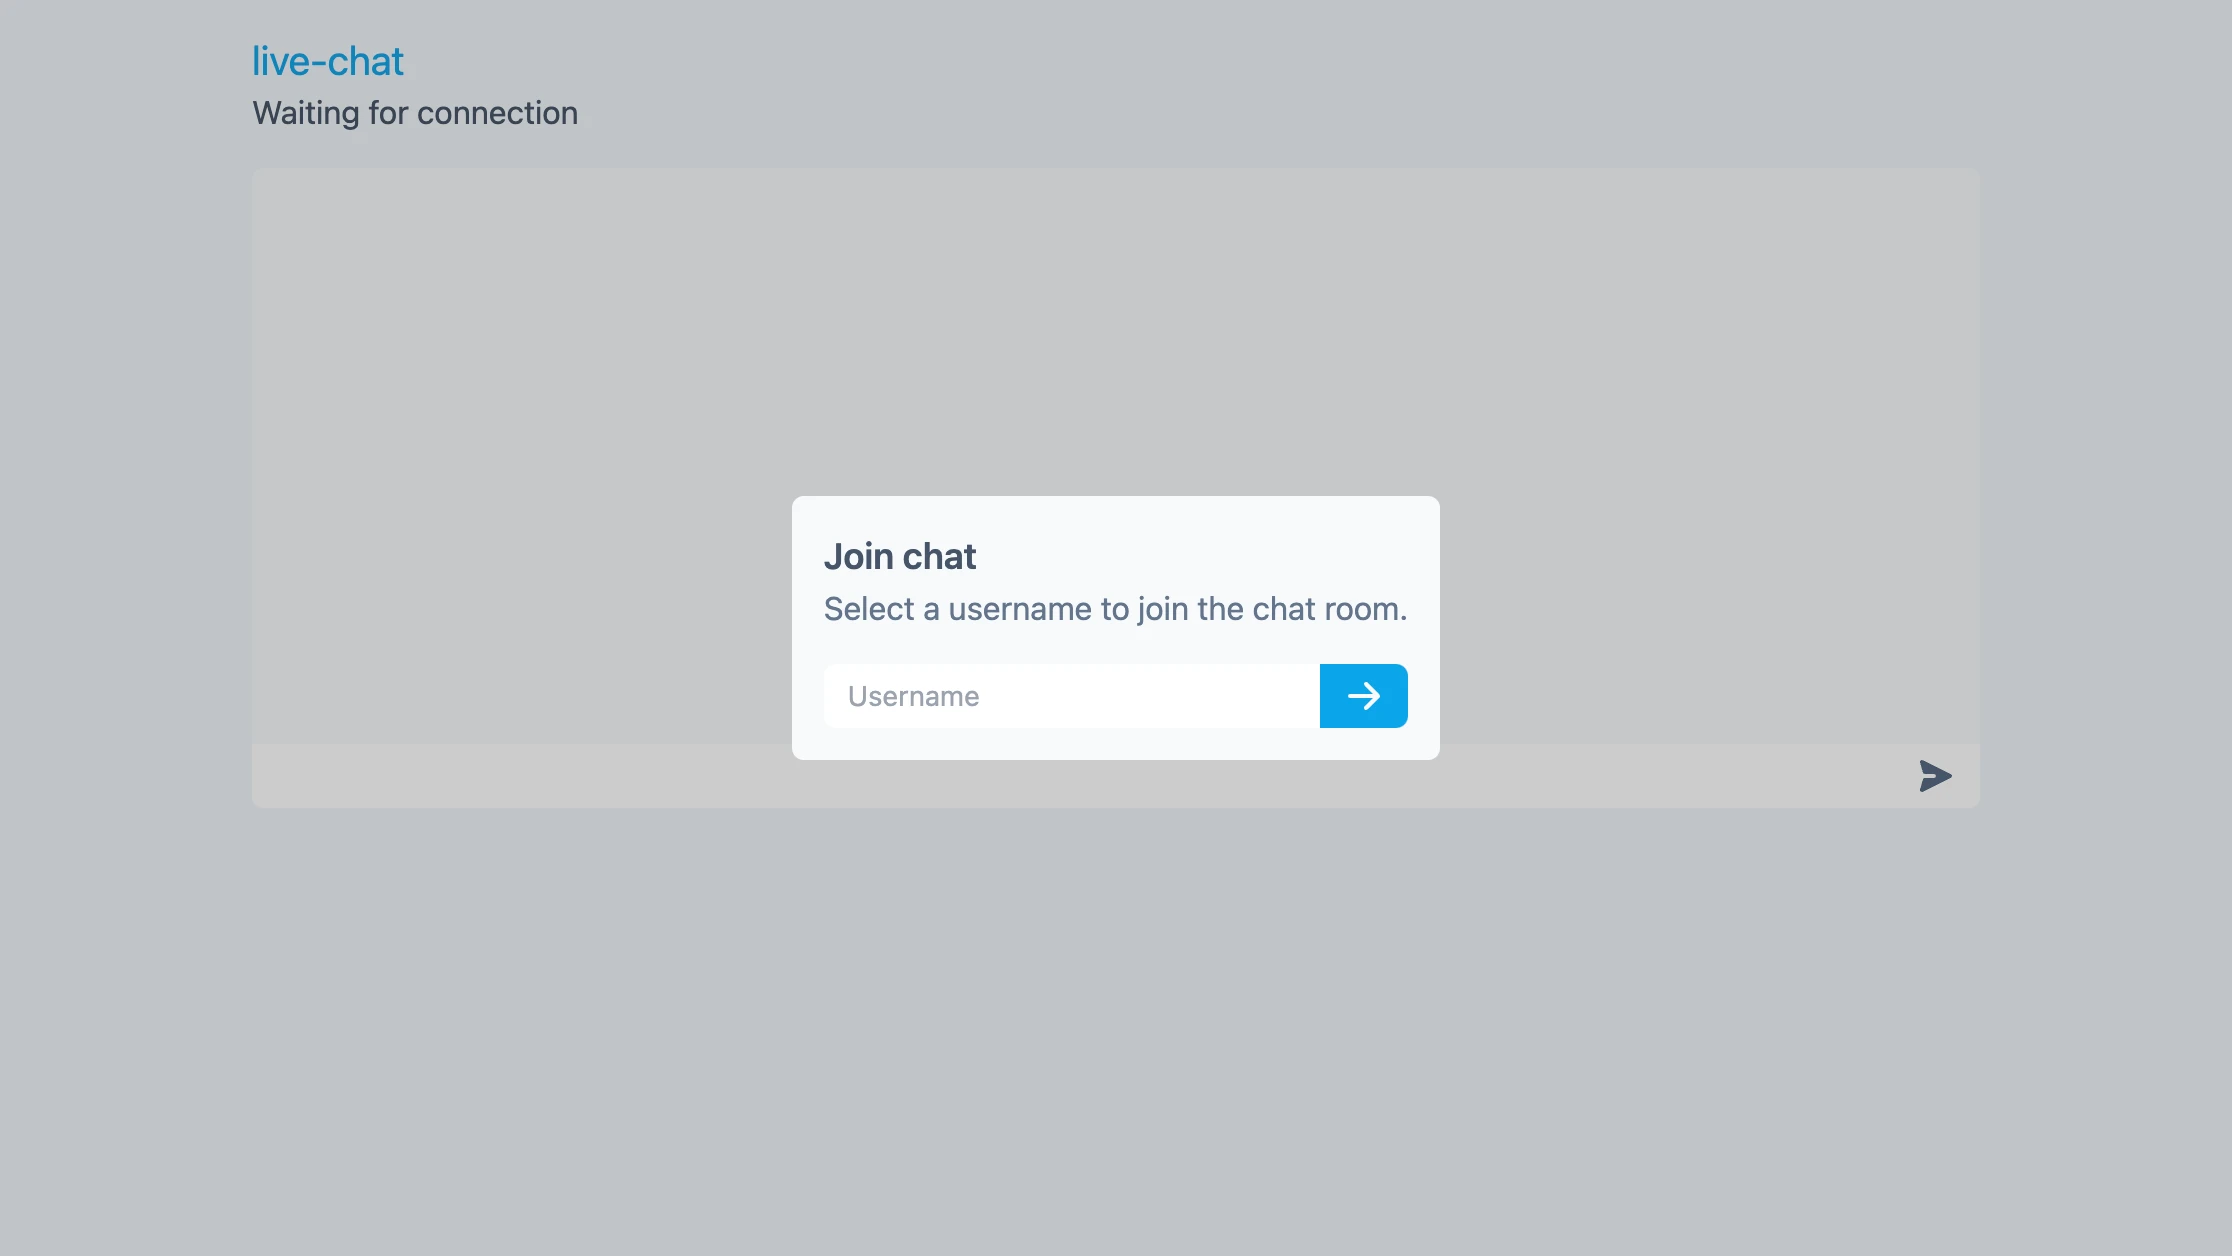 live-chat
Waiting for connection
Join chat
Select a username to join the chat room.
Username